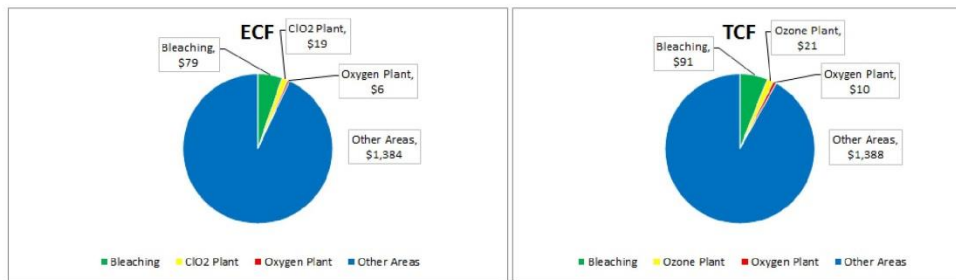 ECF
ClO2 Plant,
$19
Bleaching,
$79
Oxygen Plant,
$6
Other Areas,
$1,384
Bleaching ClO2 Plant Oxygen Plant Other Areas
TCF
Ozone Plant,
$21
Bleaching,
$91
Oxygen Plant,
$10
Other Areas,
$1,388
Bleaching Ozone Plant Oxygen Plant Other Areas